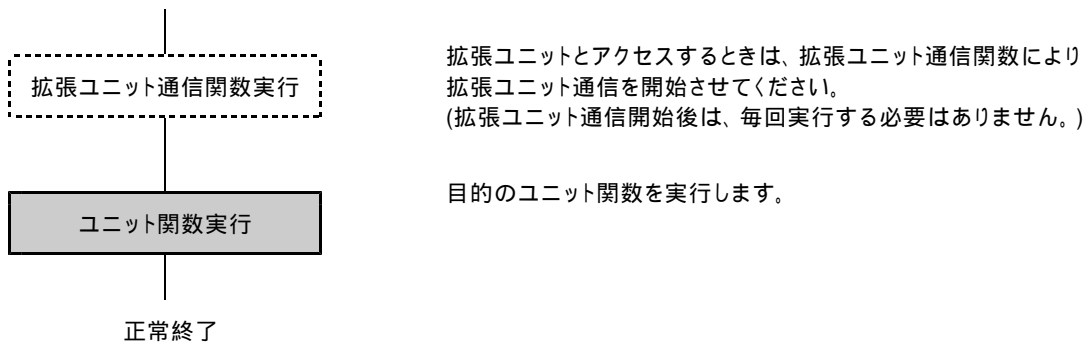 拡張ユニット通信関数実行
拡張ユニットとアクセスするときは、拡張ユニット通信関数により
拡張ユニット通信を開始させてください。
(拡張ユニット通信開始後は、毎回実行する必要はありません。)
ユニット関数実行
目的のユニット関数を実行します。
正常終了